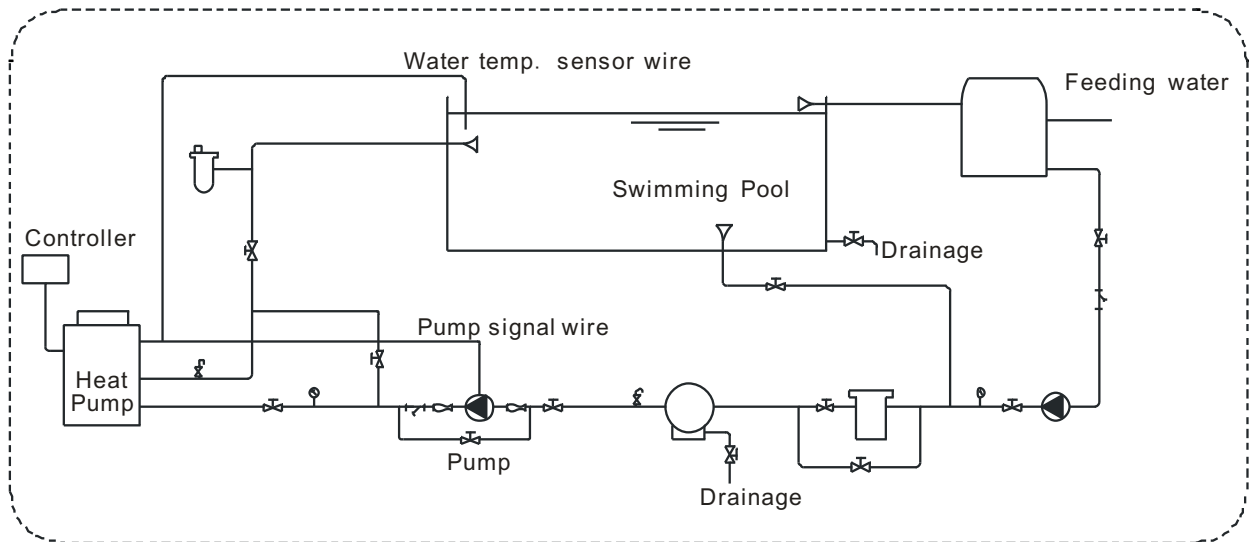 Water temp. sensor wire
Feeding water
Swimming Pool
Controller
Drainage
Pump signal wire
Heat
Pump
Pump
Drainage